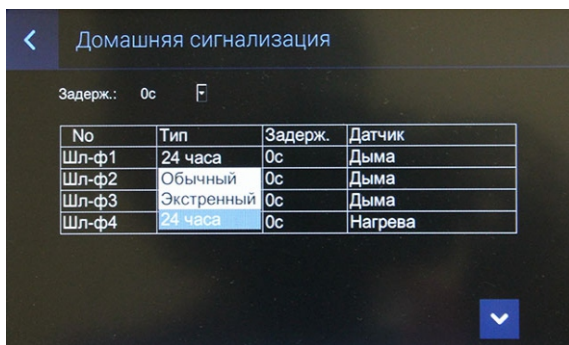 Домашняя сигнализация
Задерж.: 0с
No Тип Задерж. Датчик
Шл-ф1 24 часа 0с Дыма
Шл-ф2 Обычный 0с Дыма
Шл-ф3 Экстренный 0с Дыма
Шл-ф4 24 часа 0с Нагрева